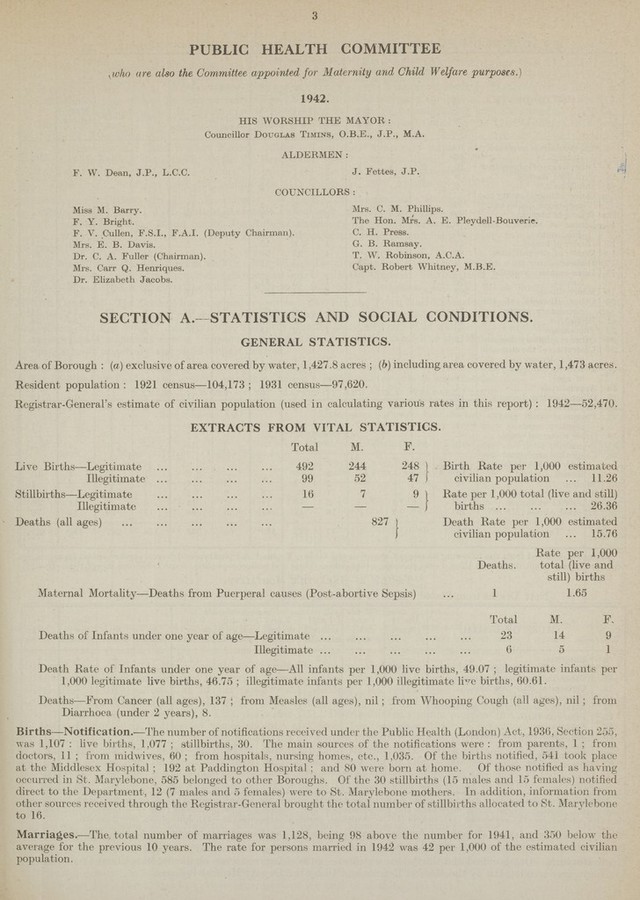 3
PUBLIC HEALTH COMMITTEE
(who are also the Committee appointed for Maternity and Child Welfare purposes.)
1942.
HIS WORSHIP THE MAYOR :
Councillor DOUGLAS TIMINS, O.B.E., J.P., M.A.
ALDERMEN :
F. W. Dean, J.P., L.C.C.
J. Fettes, J.P.
COUNCILLORS :
Miss M. Barry.
F. Y. Bright.
F. V. Cullen, F.S.I., F.A.I. (Deputy Chairman).
Mrs. E. B. Davis.
Dr. C. A. Fuller (Chairman).
Mrs. Carr Q. Henriques.
Dr. Elizabeth Jacobs.
Mrs. C. M. Phillips.
The Hon. Mrs. A. E. Pleydell-Bouverie.
C. H. Press.
G. B. Ramsay.
T. W. Robinson, A.C.A.
Capt. Robert Whitney, M.B.E.
SECTION A.—STATISTICS AND SOCIAL CONDITIONS.
GENERAL STATISTICS.
Area of Borough : (a) exclusive of area covered by water, 1,427.8 acres ; (b) including area covered by water, 1,473 acres.
Resident population : 1921 census—104,173 ; 1931 census—97,620.
Registrar-General's estimate of civilian population (used in calculating various rates in this report) : 1942—52,470.
EXTRACTS FROM VITAL STATISTICS.
Total M. F.
Live Births—Legitimate ... ... ... ... 492 244 248 } Birth Rate per 1,000 estimated
Illegitimate ... ... ... ... 99 52 47 } civilian population ... 11.26
Stillbirths—Legitimate ... ... ... ... 16 7 9 } Rate per 1,000 total (live and still)
Illegitimate ... ... ... ... — — — } births ... ... ... 26.36
Deaths (all ages) ... ... ... ... ... 827 } Death Rate per 1,000 estimated
civilian population ... 15.76
Rate per 1,000
Deaths. total (live and
still) births
Maternal Mortality—Deaths from Puerperal causes (Post-abortive Sepsis) ... 1 1.65
Total M. F.
Deaths of Infants under one year of age—Legitimate ... ... ... ... ... 23 14 9
Illegitimate ... ... ... ... ... 6 5 1
Death Rate of Infants under one year of age—All infants per 1,000 live births, 49.07 ; legitimate infants per
1,000 legitimate live births, 46.75 ; illegitimate infants per 1,000 illegitimate live births, 60.61.
Deaths—From Cancer (all ages), 137 ; from Measles (all ages), nil ; from Whooping Cough (all ages), nil ; from
Diarrhoea (under 2 years), 8.
Births—Notification.—The number of notifications received under the Public Health (London) Act, 1936, Section 255,
was 1,107 : live births, 1,077 ; stillbirths, 30. The main sources of the notifications were : from parents, 1 ; from
doctors, 11 ; from midwives, 60 ; from hospitals, nursing homes, etc., 1,035. Of the births notified, 541 took place
at the Middlesex Hospital ; 192 at Paddington Hospital ; and 80 were born at home. Of those notified as having
occurred in St. Marylebone, 585 belonged to other Boroughs. Of the 30 stillbirths (15 males and 15 females) notified
direct to the Department, 12 (7 males and 5 females) were to St. Marylebone mothers. In addition, information from
other sources received through the Registrar-General brought the total number of stillbirths allocated to St. Marylebone
to 16.
Marriages.—The total number of marriages was 1,128, being 98 above the number for 1941, and 350 below the
average for the previous 10 years. The rate for persons married in 1942 was 42 per 1,000 of the estimated civilian
population.